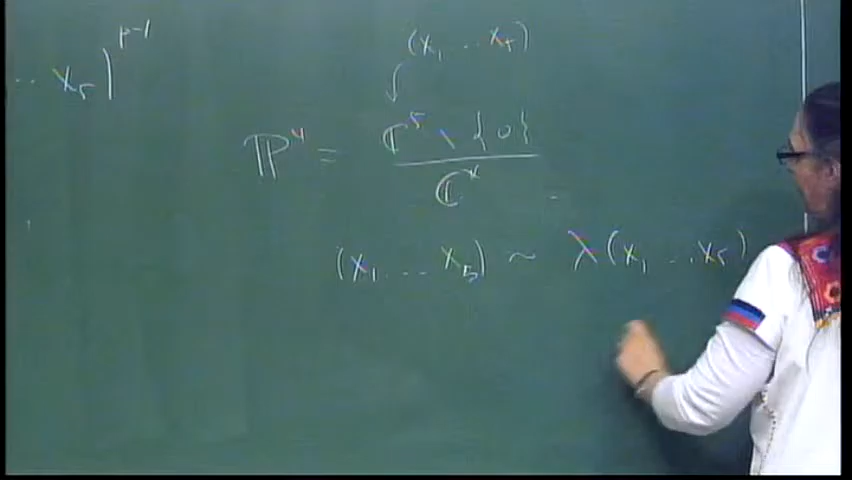 … x₅)^{p-1}
(x₁ … x₅)
ℙ⁴ = ℂ⁵ \ {0} / ℂ*
(x₁ … x₅) ~ λ(x₁ … x₅)